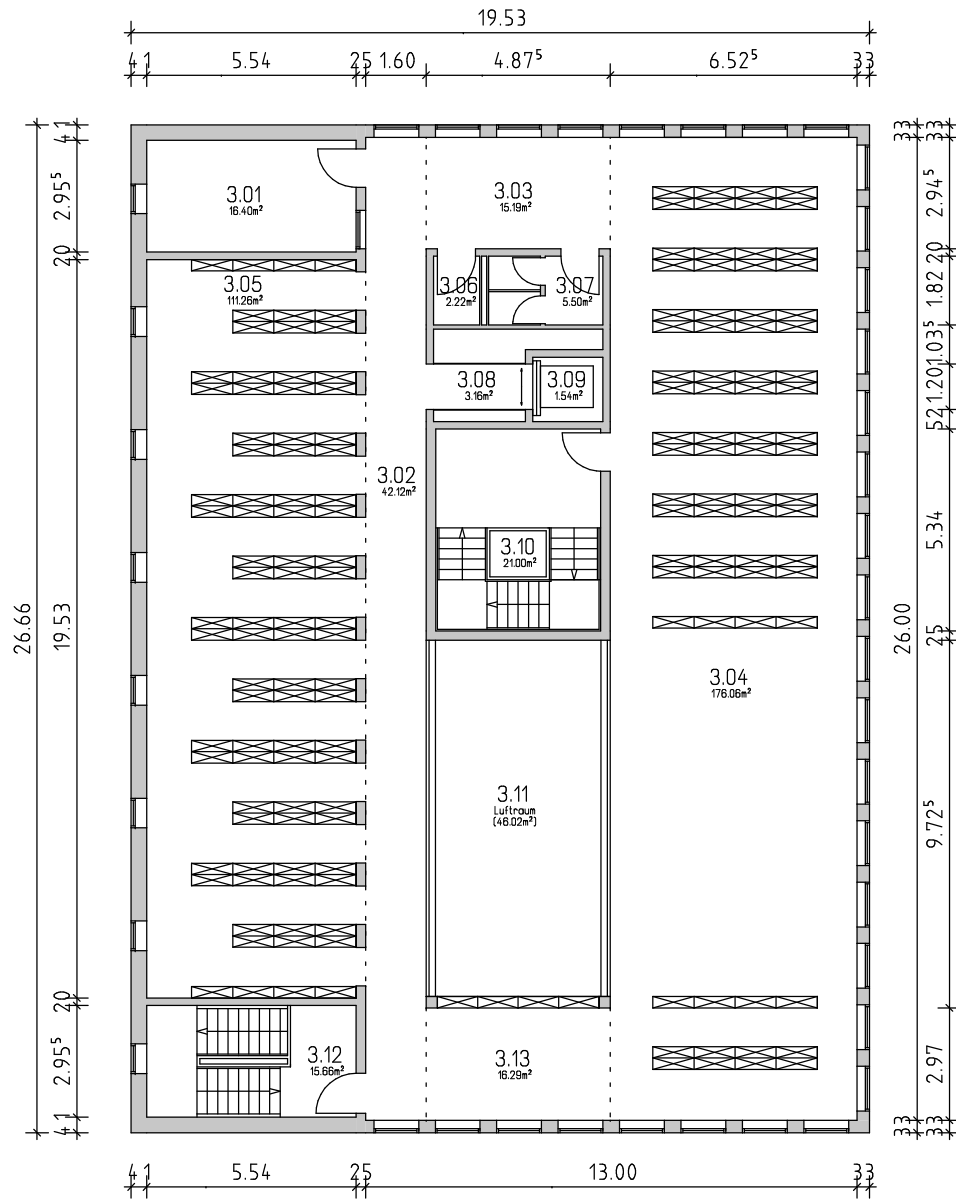 19.53
41 5.54 25 1.60 4.87⁵ 6.52⁵ 33
26.66
41 2.95⁵ 20 19.53 20 2.95⁵ 41
33 26.00 33
33 2.94⁵ 20 1.82 1.03⁵ 1.20 52 5.34 25 9.72⁵ 2.97 33
3.01
16.40m²
3.03
15.19m²
3.05
111.26m²
3.06
2.22m²
3.07
5.50m²
3.08
3.16m²
3.09
1.54m²
3.02
42.12m²
3.10
21.00m²
3.04
176.06m²
3.11
Luftraum
(46.02m²)
3.12
15.66m²
3.13
16.29m²
41 5.54 25 13.00 33